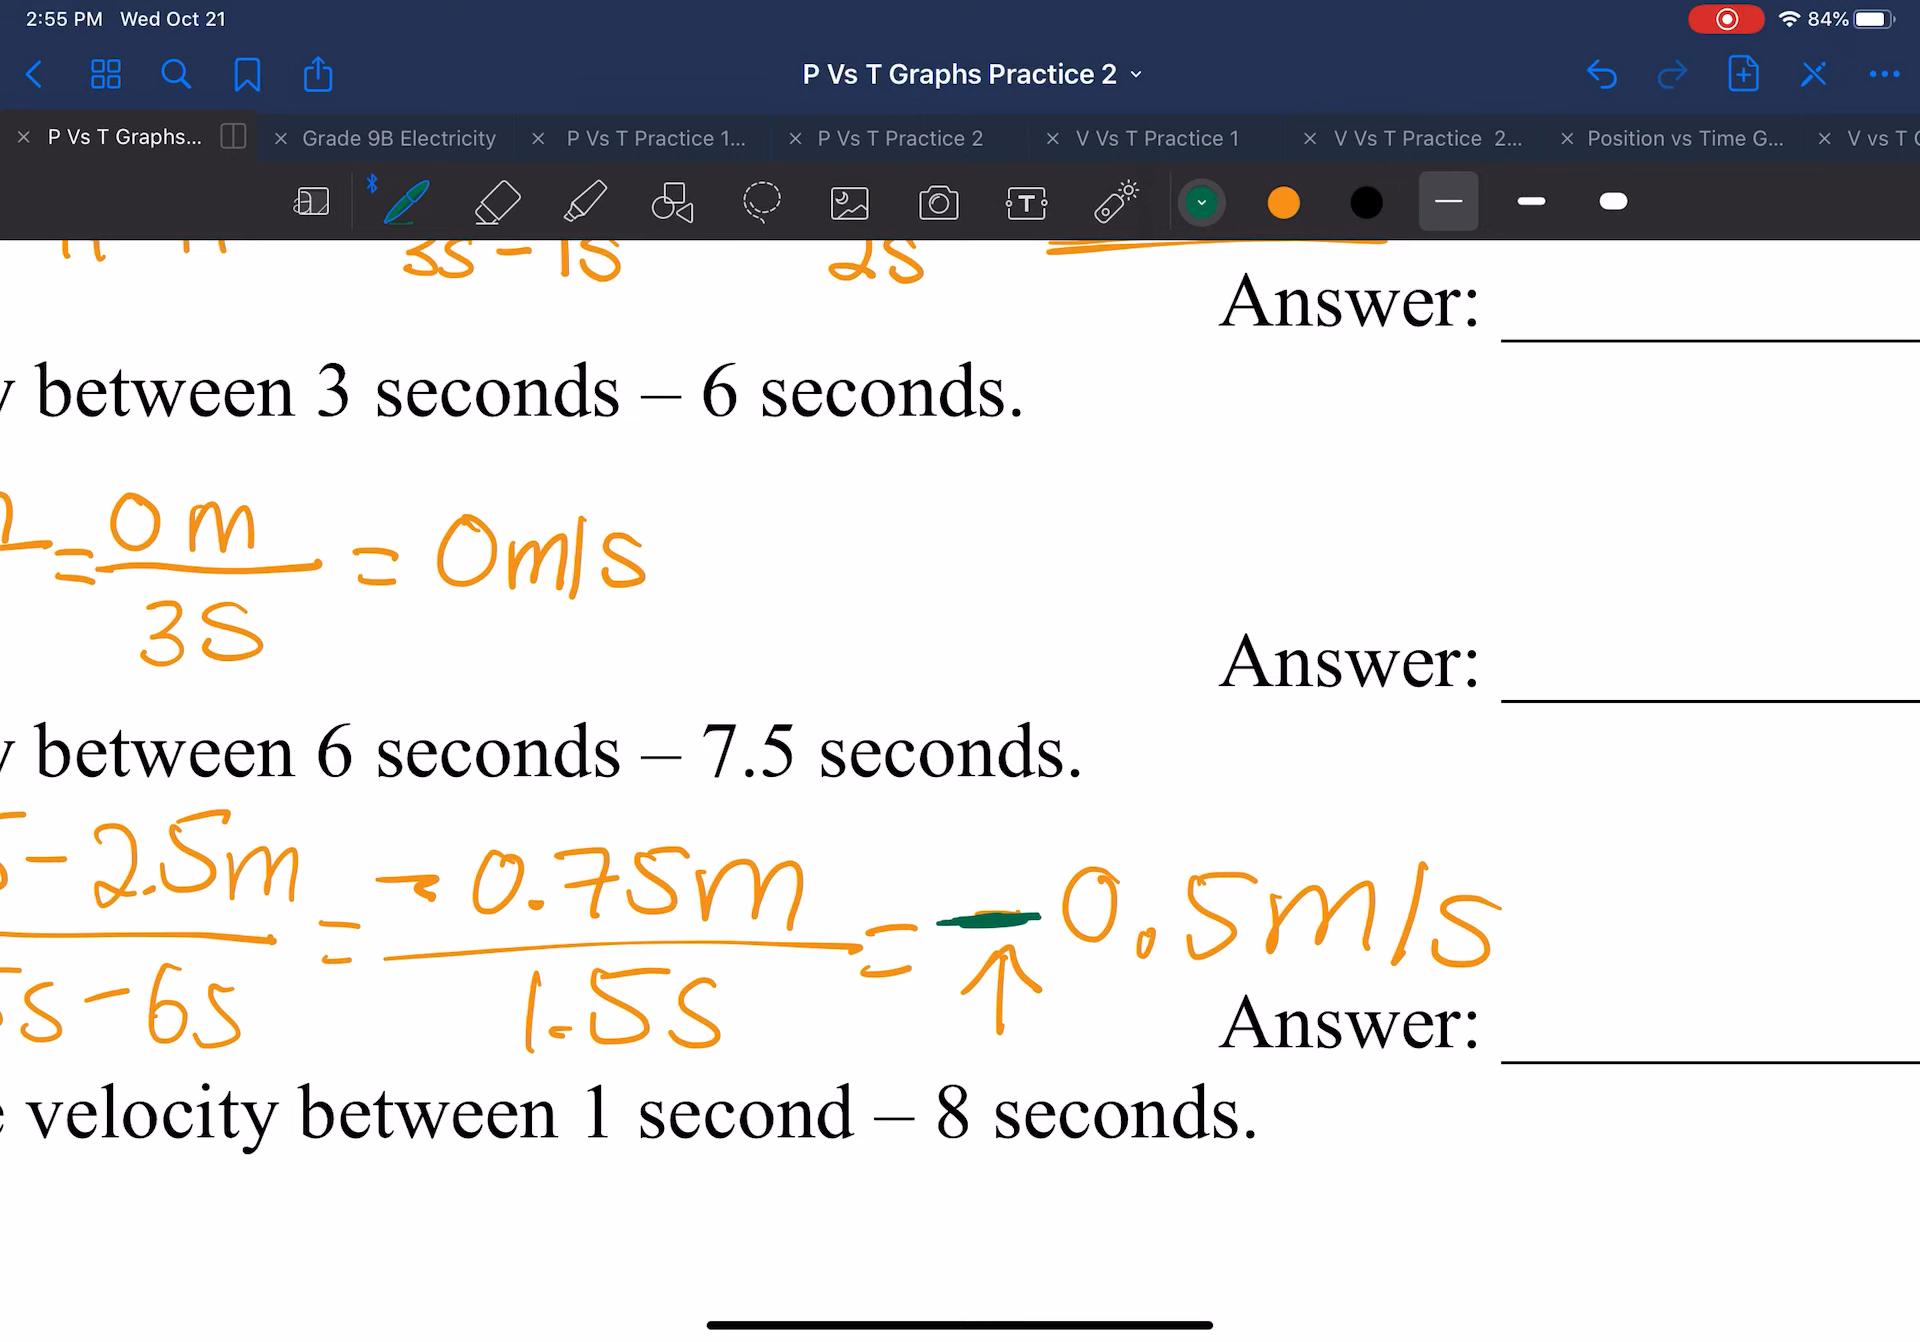 2:55 PM Wed Oct 21
84%
P Vs T Graphs Practice 2
P Vs T Graphs...
Grade 9B Electricity
P Vs T Practice 1...
P Vs T Practice 2
V Vs T Practice 1
V Vs T Practice 2...
Position vs Time G...
V vs T
3s - 1s
2s
Answer:
between 3 seconds – 6 seconds.
= 0 m / 3s = 0 m/s
Answer:
between 6 seconds – 7.5 seconds.
- 2.5m = - 0.75m = - 0.5 m/s
s - 6s 1.5s ↑
Answer:
velocity between 1 second – 8 seconds.